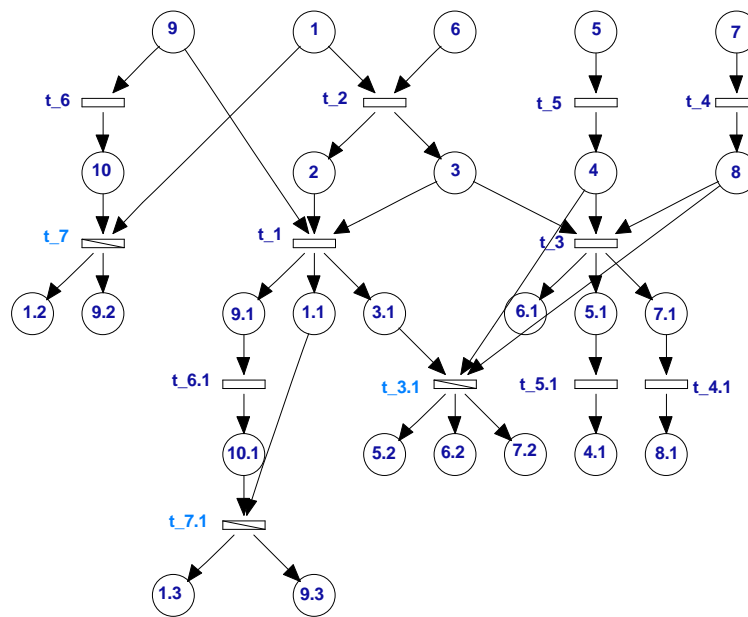 9 1 6 5 7
t_6 t_2 t_5 t_4
10 2 3 4 8
t_7 t_1 t_3
1.2 9.2 9.1 1.1 3.1 6.1 5.1 7.1
t_6.1 t_3.1 t_5.1 t_4.1
10.1 5.2 6.2 7.2 4.1 8.1
t_7.1
1.3 9.3